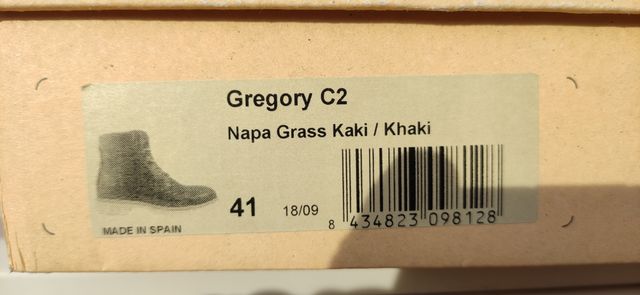 Gregory C2
Napa Grass Kaki / Khaki
41 18/09
8 434823 098128
MADE IN SPAIN